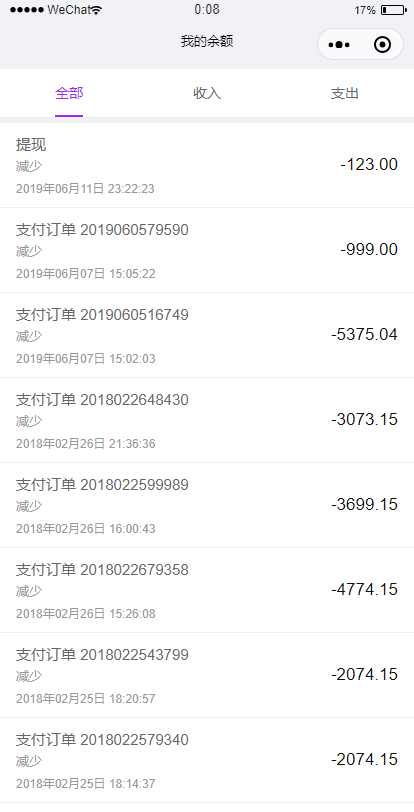 WeChat 0:08 17%
我的余额
全部 收入 支出
提现
减少
-123.00
2019年06月11日 23:22:23
支付订单 2019060579590
减少
-999.00
2019年06月07日 15:05:22
支付订单 2019060516749
减少
-5375.04
2019年06月07日 15:02:03
支付订单 2018022648430
减少
-3073.15
2018年02月26日 21:36:36
支付订单 2018022599989
减少
-3699.15
2018年02月26日 16:00:43
支付订单 2018022679358
减少
-4774.15
2018年02月26日 15:26:08
支付订单 2018022543799
减少
-2074.15
2018年02月25日 18:20:57
支付订单 2018022579340
减少
-2074.15
2018年02月25日 18:14:37